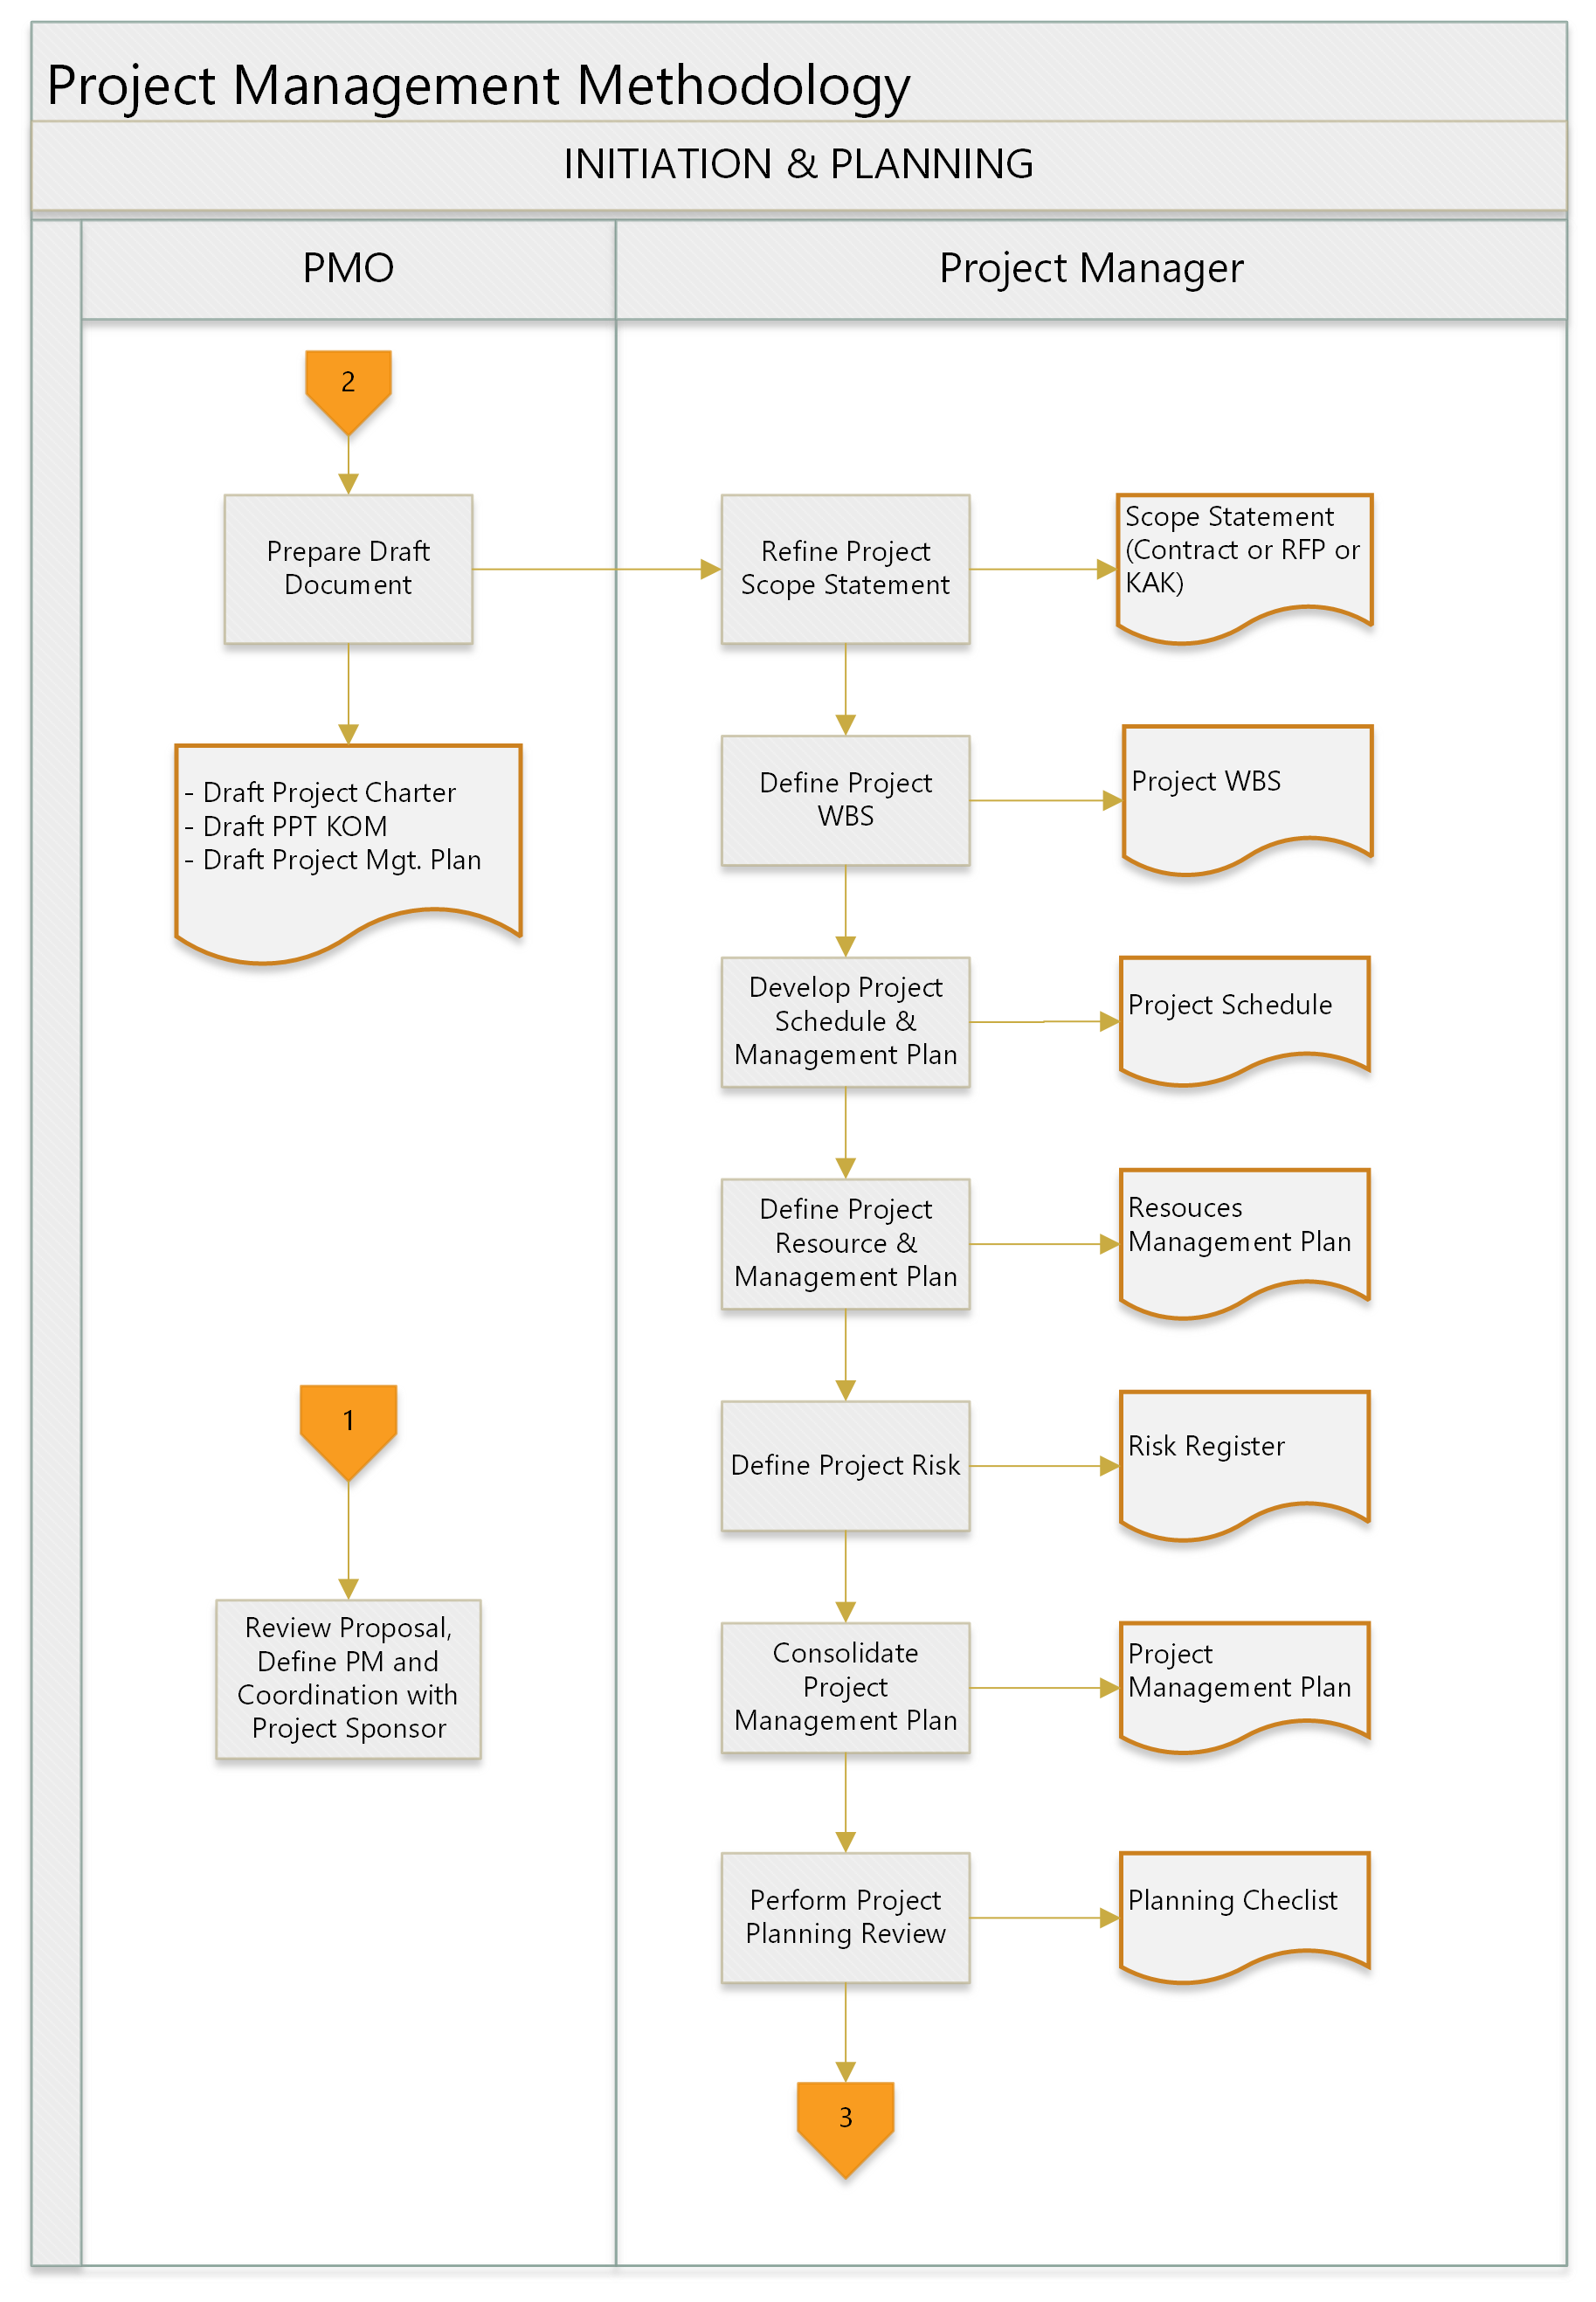 Project Management Methodology
INITIATION & PLANNING
PMO
Project Manager
2
Prepare Draft
Document
Refine Project
Scope Statement
Scope Statement
(Contract or RFP or
KAK)
- Draft Project Charter
- Draft PPT KOM
- Draft Project Mgt. Plan
Define Project
WBS
Project WBS
Develop Project
Schedule &
Management Plan
Project Schedule
Define Project
Resource &
Management Plan
Resouces
Management Plan
1
Define Project Risk
Risk Register
Review Proposal,
Define PM and
Coordination with
Project Sponsor
Consolidate
Project
Management Plan
Project
Management Plan
Perform Project
Planning Review
Planning Checlist
3